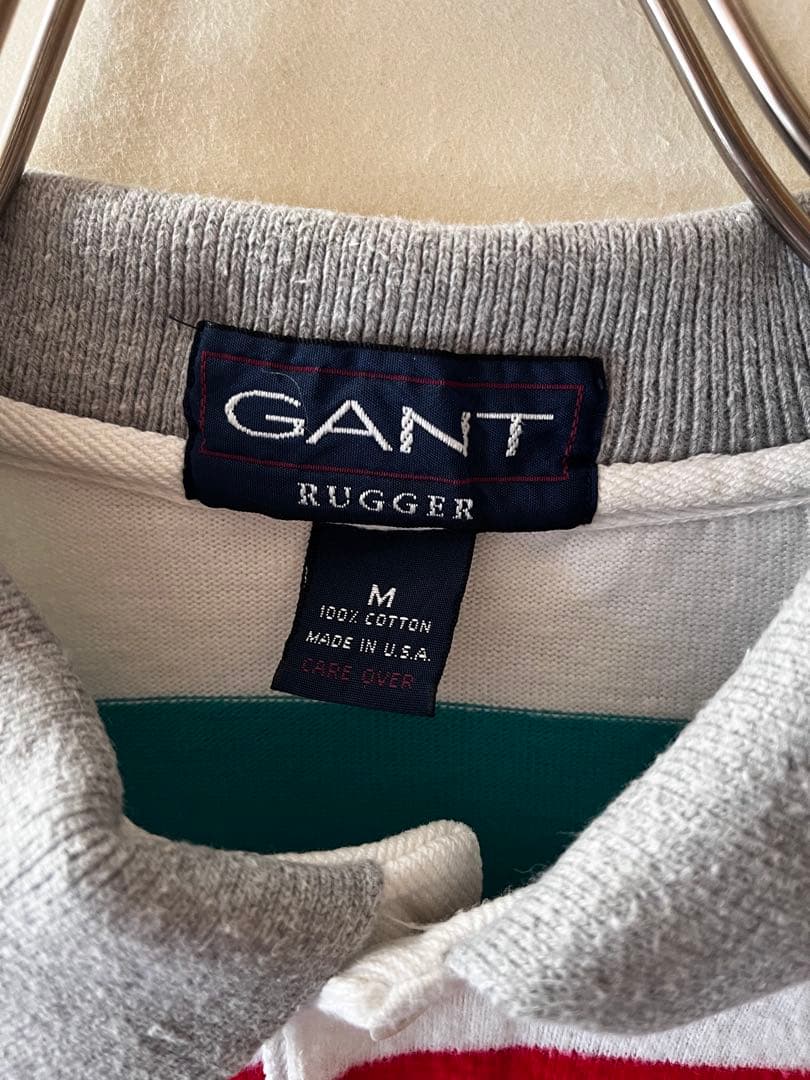 GANT
RUGGER
M
100% COTTON
MADE IN U.S.A.
CARE OVER